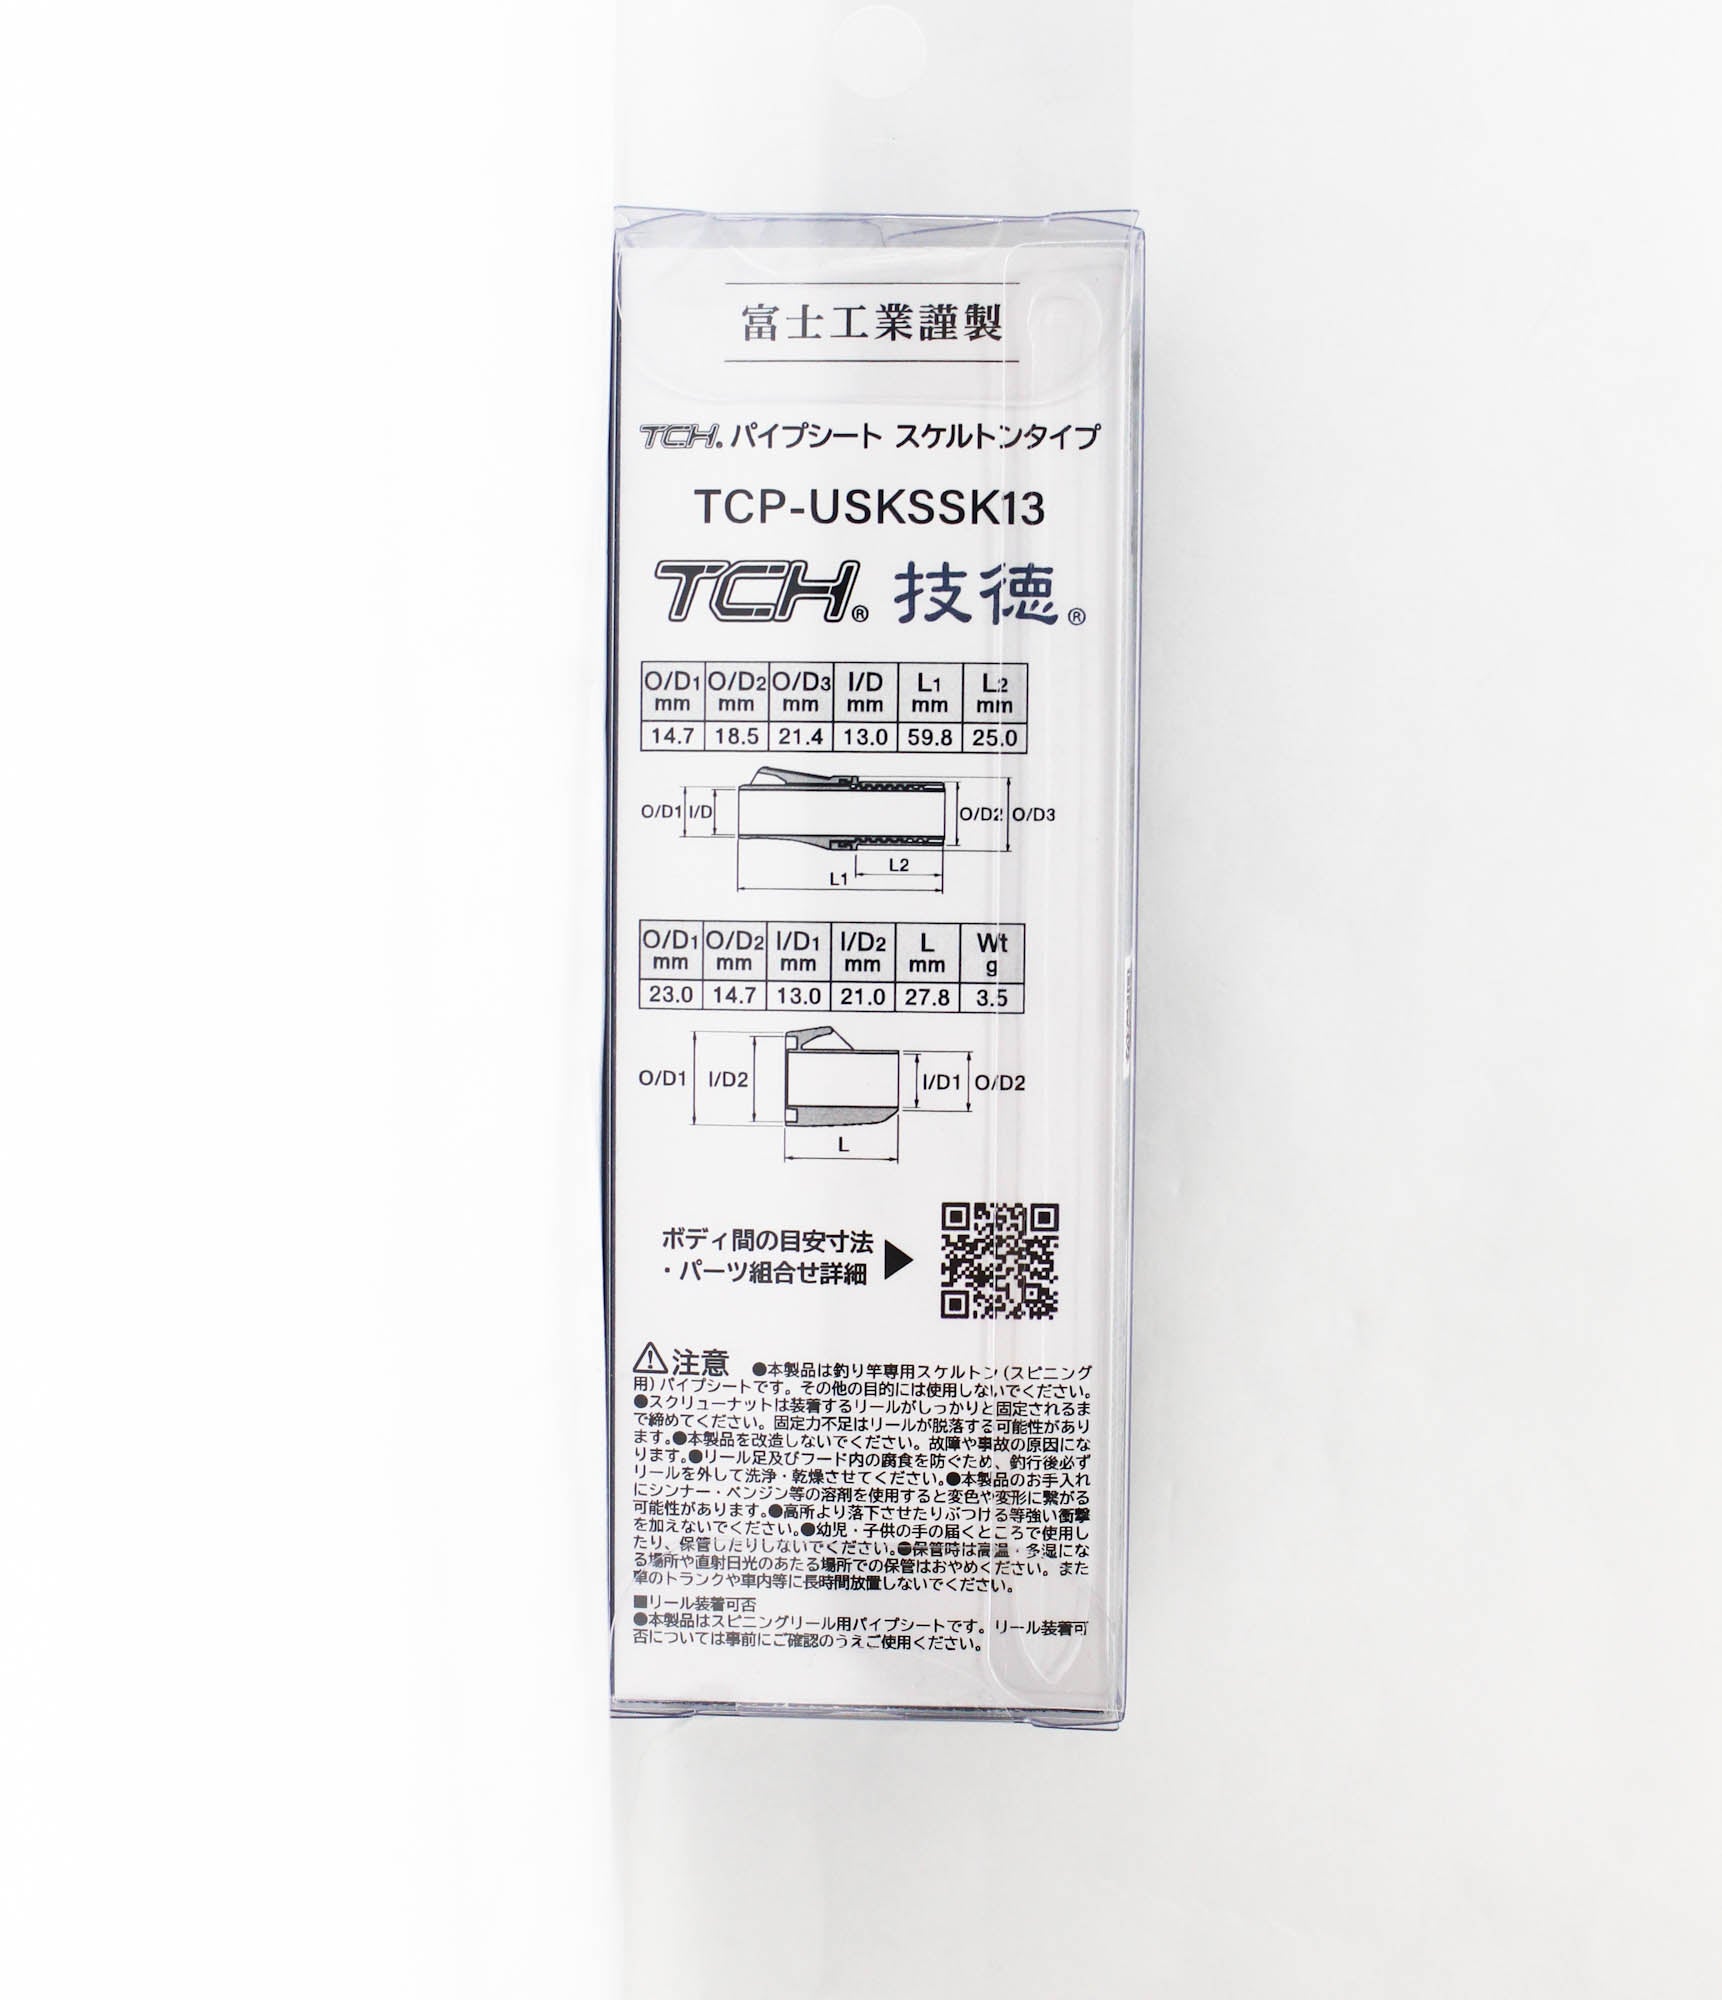 富士工業謹製
TCH® パイプシート スケルトンタイプ
TCP-USKSSK13
TCH® 技徳®
O/D1 mm O/D2 mm O/D3 mm I/D mm L1 mm L2 mm
14.7 18.5 21.4 13.0 59.8 25.0
O/D1 I/D O/D2 O/D3
L2
L1
O/D1 mm O/D2 mm I/D1 mm I/D2 mm L mm Wt g
23.0 14.7 13.0 21.0 27.8 3.5
O/D1 I/D2 I/D1 O/D2
L
ボディ間の目安寸法
・パーツ組合せ詳細
注意 ●本製品は釣り竿専用スケルトン(スピニング
用)パイプシートです。その他の目的には使用しないでください。
●スクリューナットは装着するリールがしっかりと固定されるま
で締めてください。固定力不足はリールが脱落する可能性があり
ます。●本製品を改造しないでください。故障や事故の原因にな
ります。●リール足及びフード内の腐食を防ぐため、釣行後必ず
リールを外して洗浄・乾燥させてください。●本製品のお手入れ
にシンナー・ベンジン等の溶剤を使用すると変色や変形に繋がる
可能性があります。●高所より落下させたりぶつける等強い衝撃
を加えないでください。●幼児・子供の手の届くところで使用し
たり、保管したりしないでください。●保管時は高温・多湿にな
る場所や直射日光のあたる場所での保管はおやめください。また
車のトランクや車内等に長時間放置しないでください。
■リール装着可否
●本製品はスピニングリール用パイプシートです。リール装着可
否については事前にご確認のうえご使用ください。